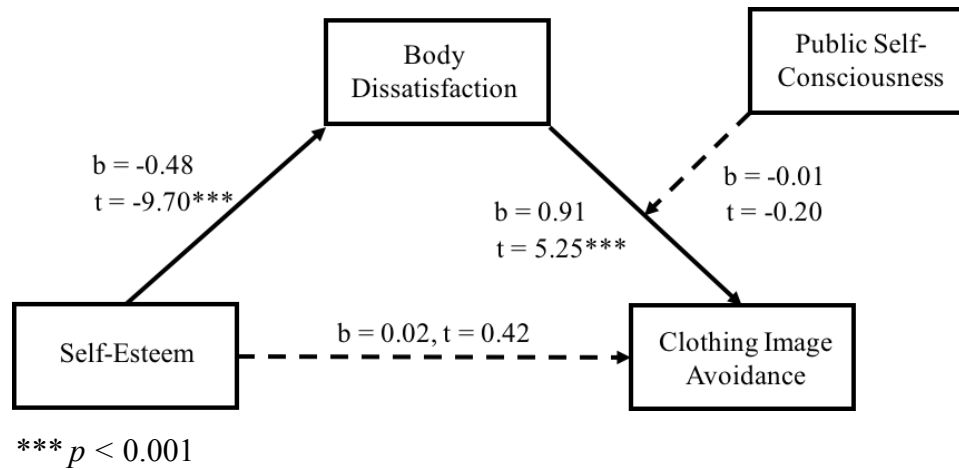 Body
Dissatisfaction
Public Self-
Consciousness
b = -0.48
t = -9.70***
b = 0.91
t = 5.25***
b = -0.01
t = -0.20
Self-Esteem
b = 0.02, t = 0.42
Clothing Image
Avoidance
*** p < 0.001